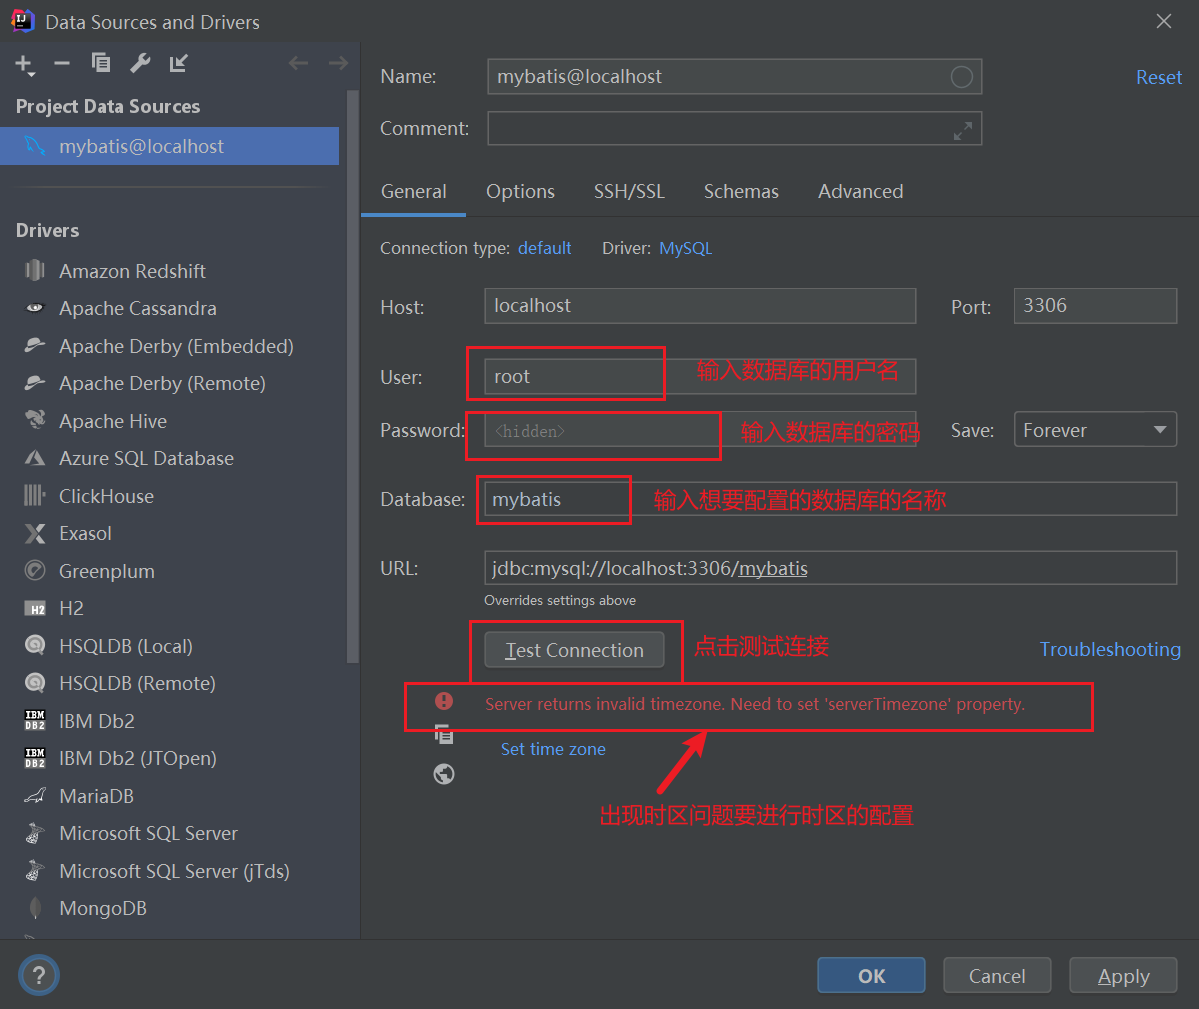 Data Sources and Drivers
Project Data Sources
mybatis@localhost
Drivers
Amazon Redshift
Apache Cassandra
Apache Derby (Embedded)
Apache Derby (Remote)
Apache Hive
Azure SQL Database
ClickHouse
Exasol
Greenplum
H2 H2
HSQLDB (Local)
HSQLDB (Remote)
IBM DB2 IBM Db2
IBM DB2 IBM Db2 (JTOpen)
MariaDB
Microsoft SQL Server
Microsoft SQL Server (jTds)
MongoDB
Name: mybatis@localhost Reset
Comment:
General Options SSH/SSL Schemas Advanced
Connection type: default Driver: MySQL
Host: localhost Port: 3306
User: root 输入数据库的用户名
Password: <hidden> 输入数据库的密码 Save: Forever
Database: mybatis 输入想要配置的数据库的名称
URL: jdbc:mysql://localhost:3306/mybatis
Overrides settings above
Test Connection 点击测试连接 Troubleshooting
Server returns invalid timezone. Need to set 'serverTimezone' property.
Set time zone
出现时区问题要进行时区的配置
? OK Cancel Apply